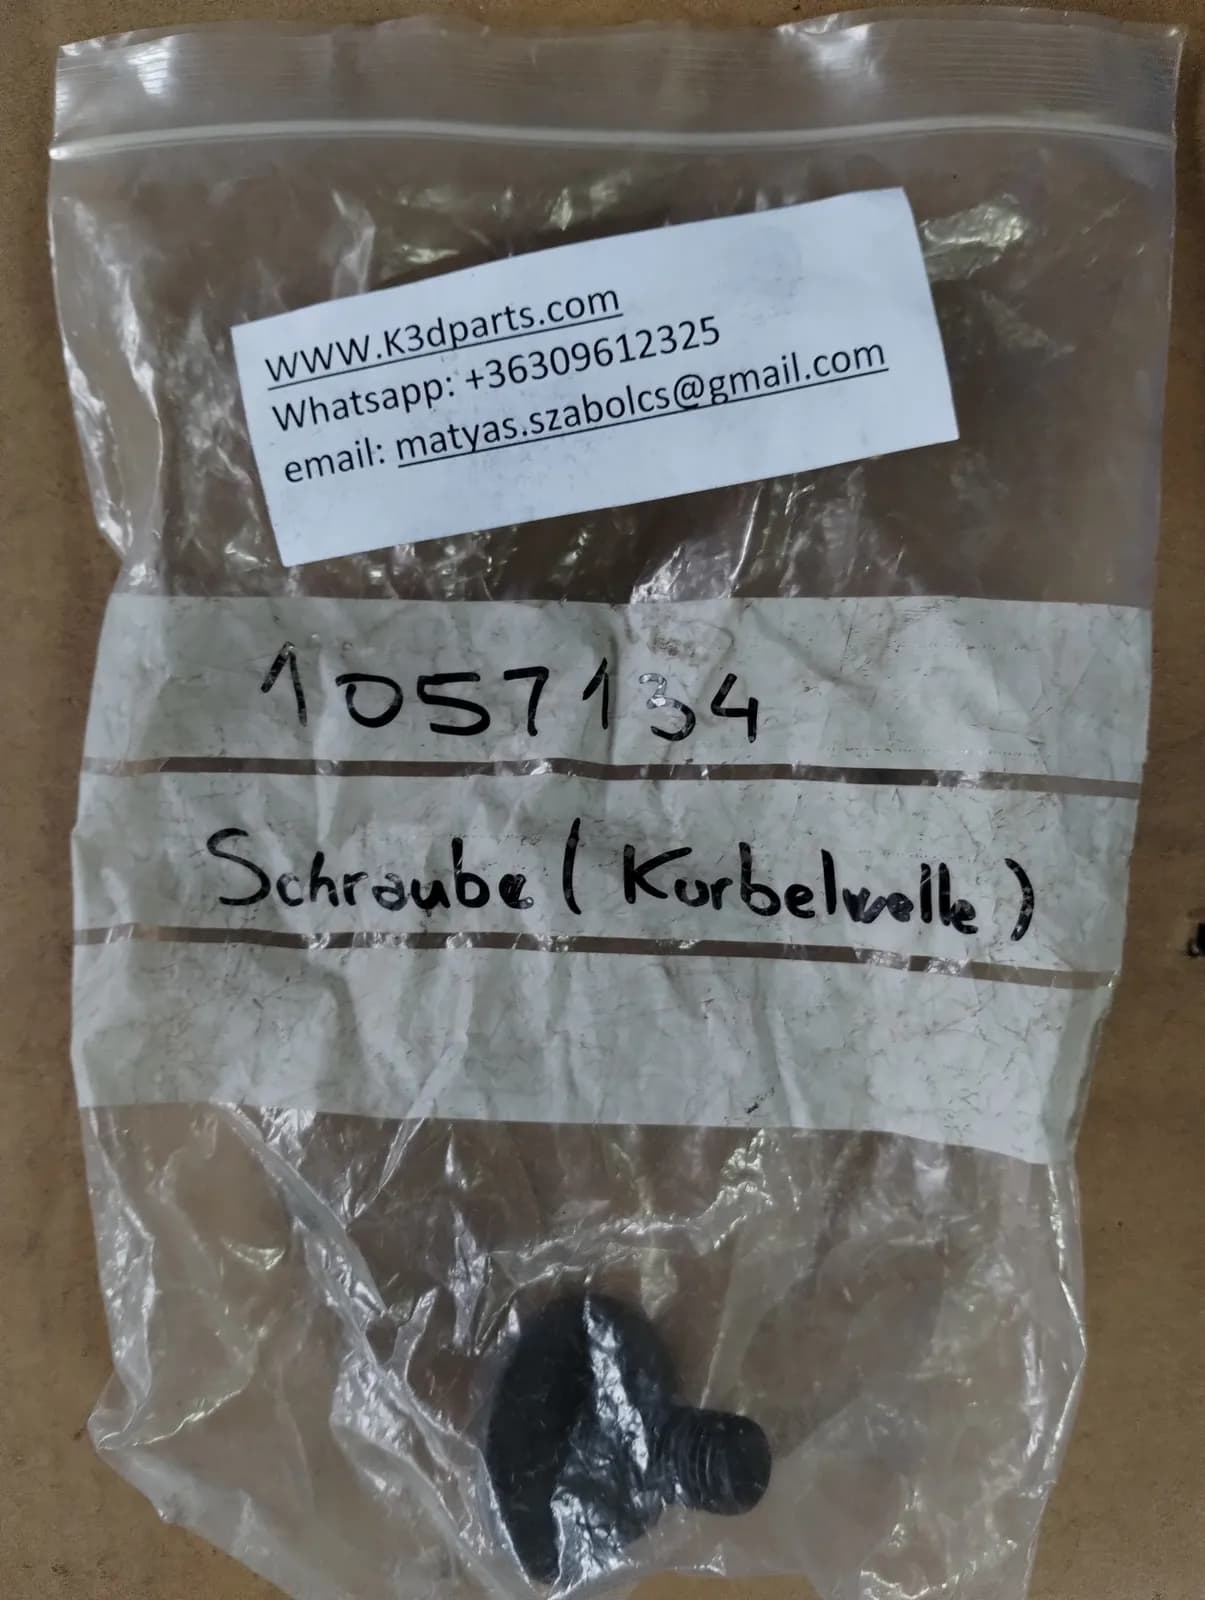 WWW.K3dparts.com
Whatsapp: +36309612325
email: matyas.szabolcs@gmail.com
1057134
Schraube (Kurbelwelle)